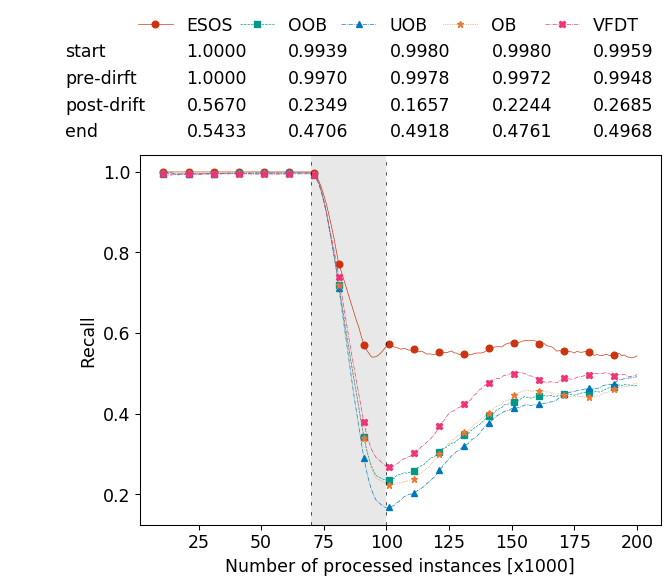 ESOS OOB UOB OB VFDT
start 1.0000 0.9939 0.9980 0.9980 0.9959
pre-dirft 1.0000 0.9970 0.9978 0.9972 0.9948
post-drift 0.5670 0.2349 0.1657 0.2244 0.2685
end 0.5433 0.4706 0.4918 0.4761 0.4968
1.0
0.8
0.6
0.4
0.2
Recall
25 50 75 100 125 150 175 200
Number of processed instances [x1000]